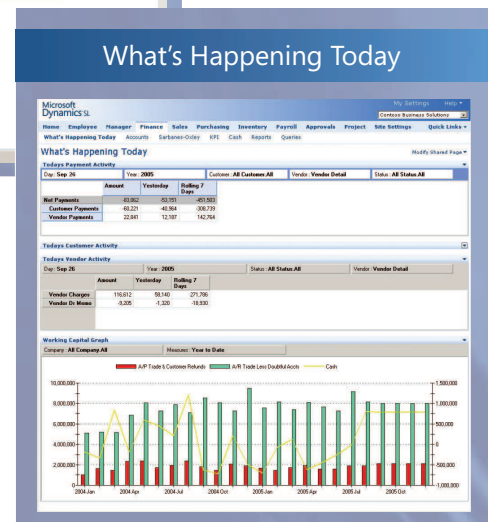 What's Happening Today
Microsoft
Dynamics SL
My Settings Help
Contoso Business Solutions
Home Employee Manager Finance Sales Purchasing Inventory Payroll Approvals Project Site Settings Quick Links
What's Happening Today Accounts Sarbanes-Oxley KPI Cash Reports Queries
What's Happening Today
Modify Shared Page
Todays Payment Activity
Day: Sep 26 Year: 2005 Customer: All Customer.All Vendor: Vendor Detail Status: All Status.All
Amount Yesterday Rolling 7 Days
Net Payments -83,062 -53,151 -451,503
Customer Payments -60,221 -40,964 -308,739
Vendor Payments 22,841 12,187 142,764
Todays Customer Activity
Todays Vendor Activity
Day: Sep 26 Year: 2005 Status: All Status.All Vendor: Vendor Detail
Amount Yesterday Rolling 7 Days
Vendor Charges 116,612 58,140 271,786
Vendor Dr Memo -9,205 -1,320 -18,930
Working Capital Graph
Company: All Company.All Measures: Year to Date
A/P Trade & Customer Refunds A/R Trade Less Doubtful Accts Cash
10,000,000 1,500,000
8,000,000 1,000,000
6,000,000 500,000
4,000,000 0
2,000,000 -500,000
0 -1,000,000
2004 Jan 2004 Apr 2004 Jul 2004 Oct 2005 Jan 2005 Apr 2005 Jul 2005 Oct